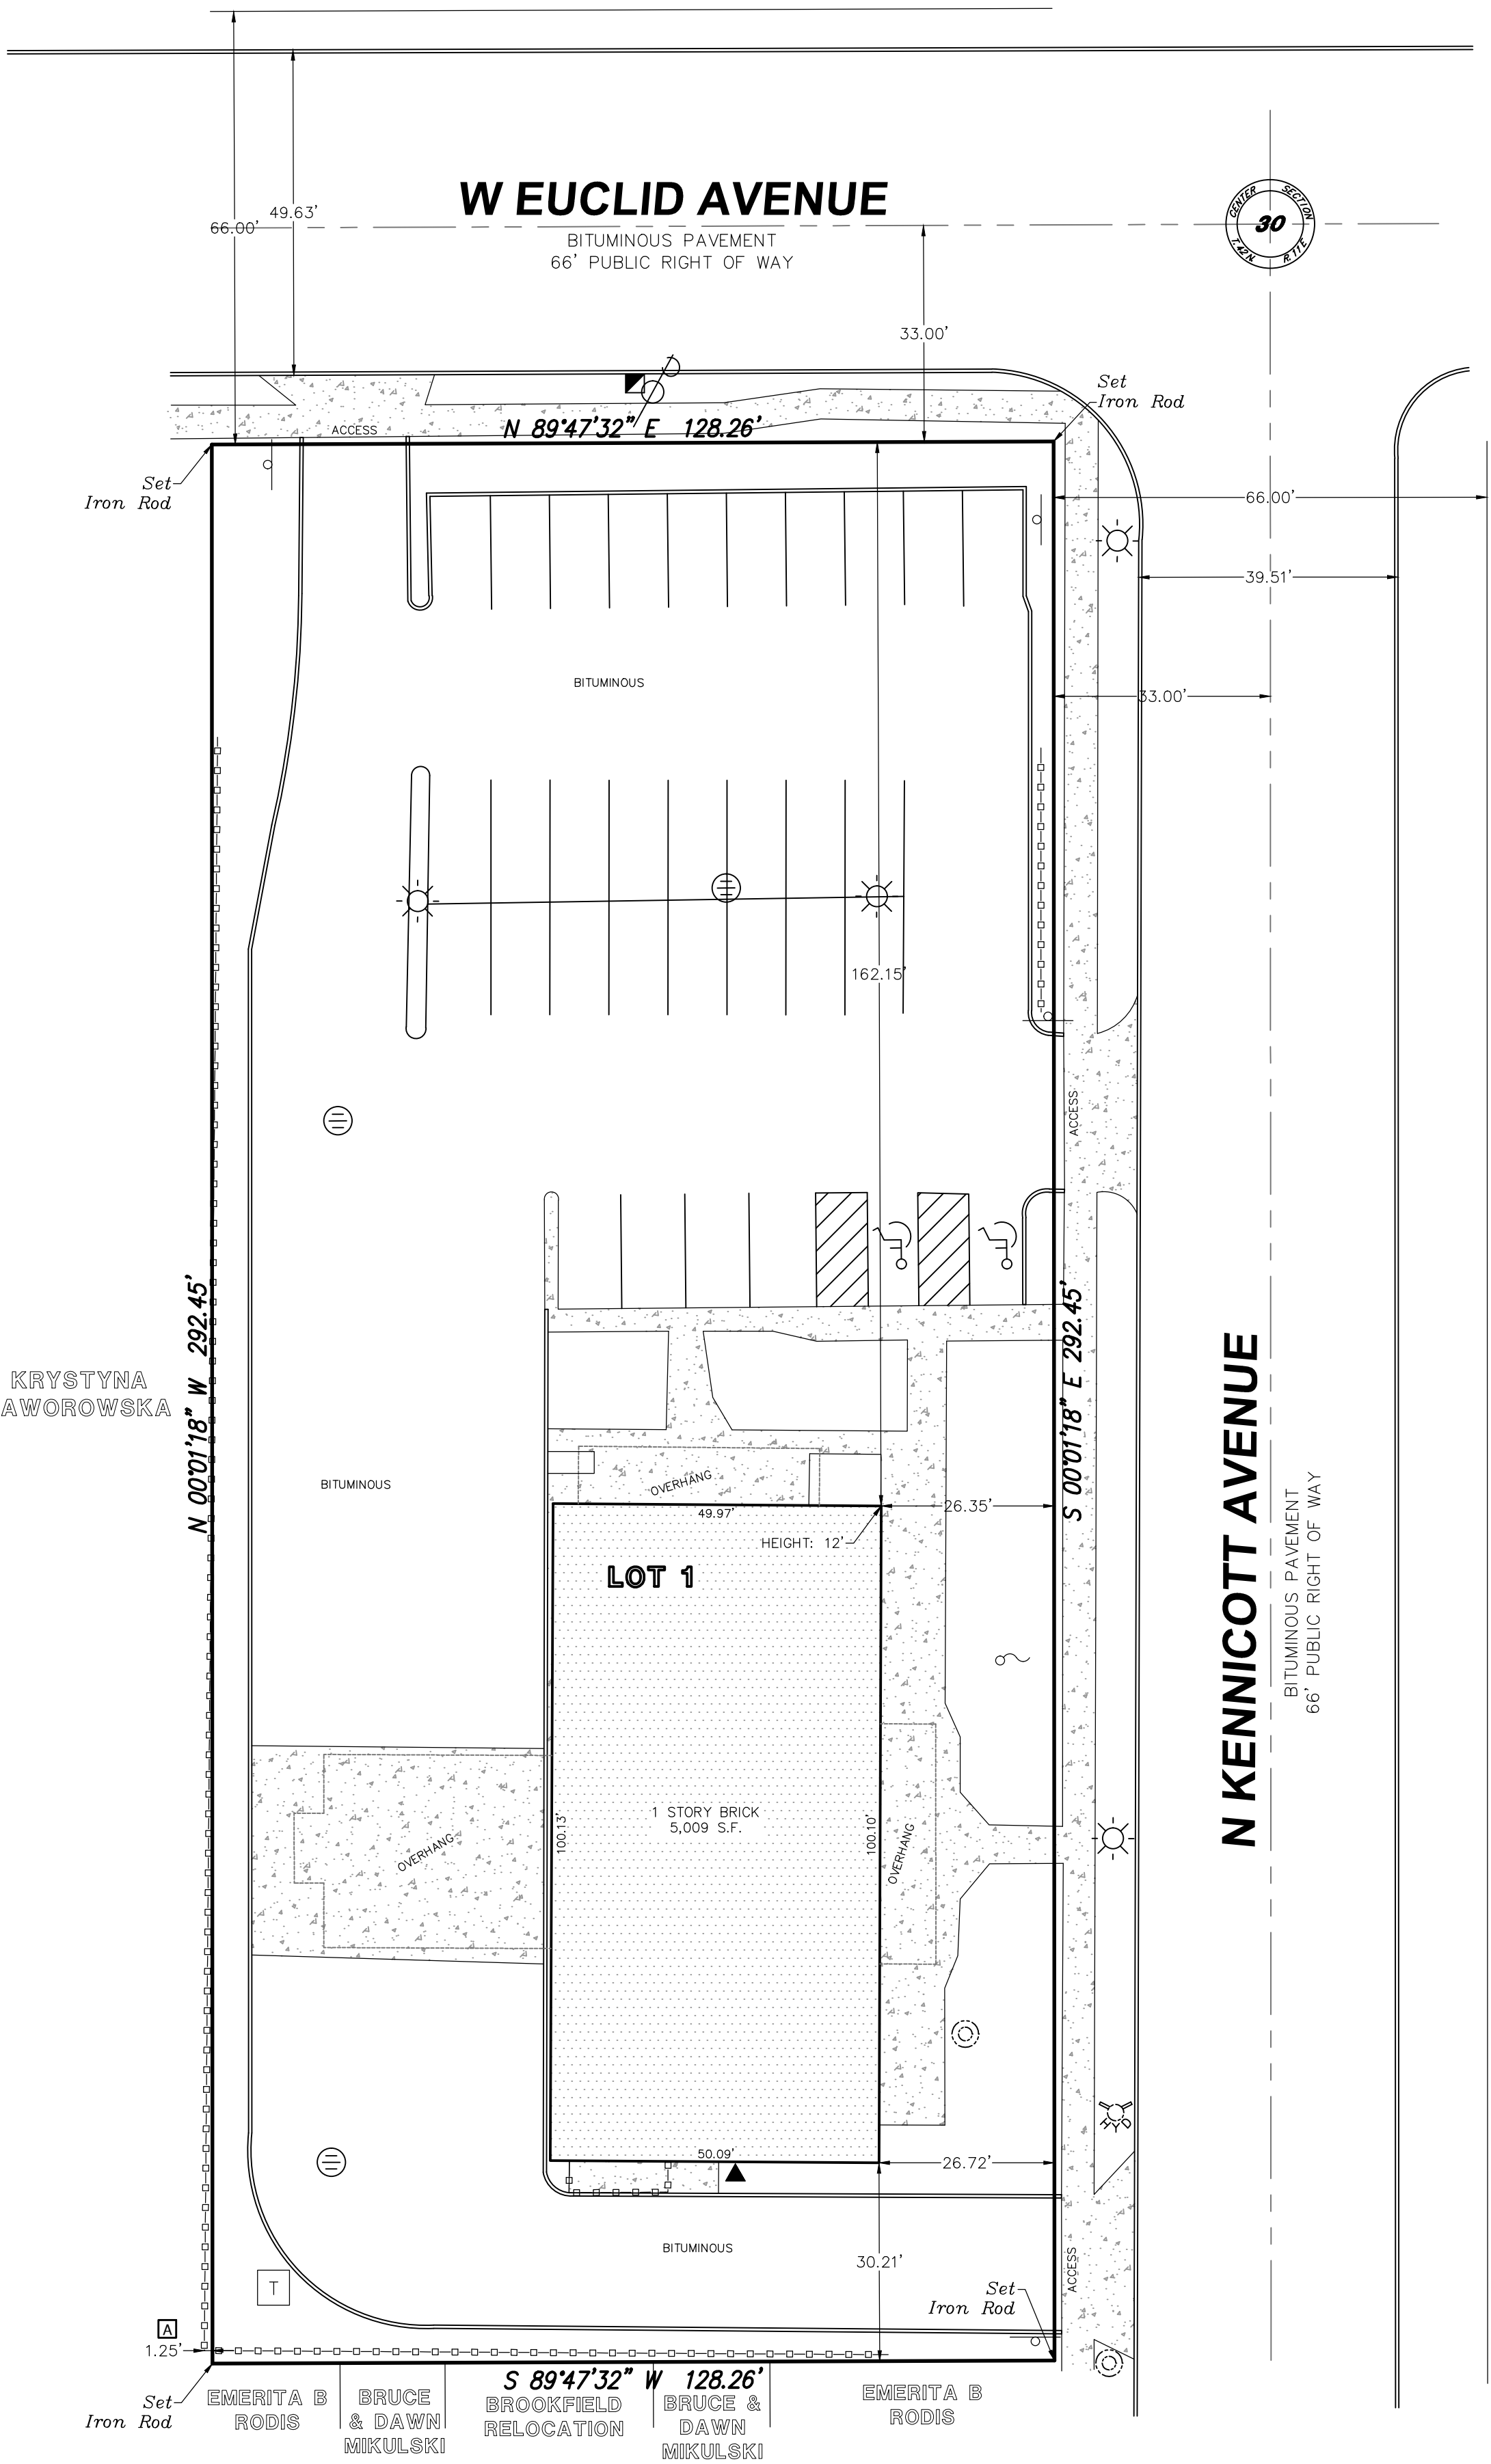 W EUCLID AVENUE
BITUMINOUS PAVEMENT
66' PUBLIC RIGHT OF WAY
66.00'
49.63'
33.00'
CENTER SECTION
30
T.42N. R.11E
Set
Iron Rod
ACCESS
N 89°47'32" E 128.26'
Set
Iron Rod
66.00'
39.51'
33.00'
BITUMINOUS
162.15'
ACCESS
N 00°01'18" W 292.45'
S 00°01'18" E 292.45'
KRYSTYNA
AWOROWSKA
BITUMINOUS
OVERHANG
49.97'
26.35'
HEIGHT: 12'
LOT 1
N KENNICOTT AVENUE
BITUMINOUS PAVEMENT
66' PUBLIC RIGHT OF WAY
1 STORY BRICK
5,009 S.F.
100.13'
100.10'
OVERHANG
OVERHANG
HYD
50.09'
26.72'
BITUMINOUS
30.21'
ACCESS
T
Set
Iron Rod
A
1.25'
S 89°47'32" W 128.26'
Set
Iron Rod
EMERITA B
RODIS
BRUCE
& DAWN
MIKULSKI
BROOKFIELD
RELOCATION
BRUCE &
DAWN
MIKULSKI
EMERITA B
RODIS